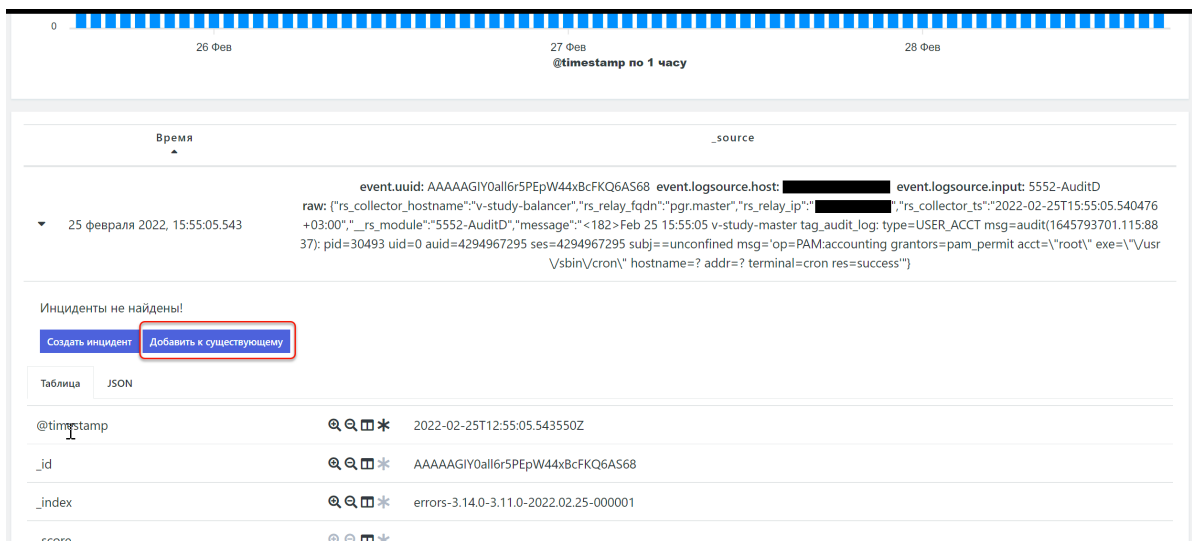 0
26 Фев 27 Фев 28 Фев
@timestamp по 1 часу
Время _source
event.uuid: AAAAAGIY0all6r5PEpW44xBcFKQ6AS68 event.logsource.host: event.logsource.input: 5552-AuditD
25 февраля 2022, 15:55:05.543
raw: {"rs_collector_hostname":"v-study-balancer","rs_relay_fqdn":"pgr.master","rs_relay_ip":" ","rs_collector_ts":"2022-02-25T15:55:05.540476
+03:00","__rs_module":"5552-AuditD","message":"<182>Feb 25 15:55:05 v-study-master tag_audit_log: type=USER_ACCT msg=audit(1645793701.115:88
37): pid=30493 uid=0 auid=4294967295 ses=4294967295 subj==unconfined msg='op=PAM:accounting grantors=pam_permit acct=\"root\" exe=\"\/usr
\/sbin\/cron\" hostname=? addr=? terminal=cron res=success'"}
Инциденты не найдены!
Создать инцидент Добавить к существующему
Таблица JSON
@timestamp 2022-02-25T12:55:05.543550Z
_id AAAAAGIY0all6r5PEpW44xBcFKQ6AS68
_index errors-3.14.0-3.11.0-2022.02.25-000001
_score